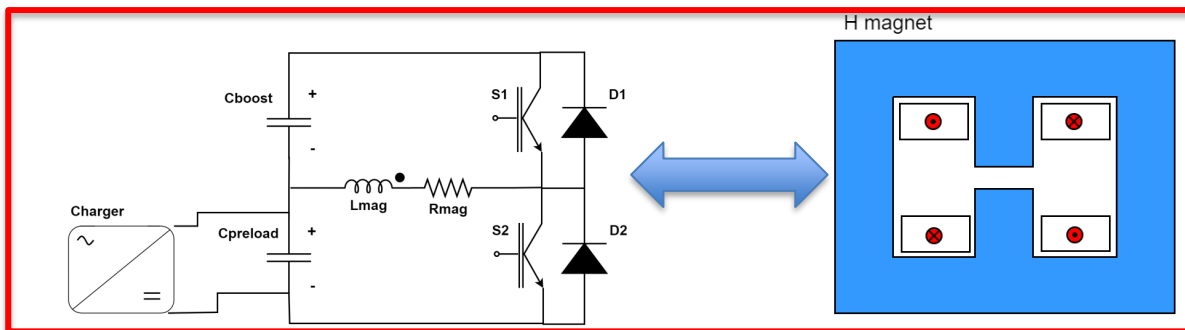 H magnet
Cboost
+
-
S1
D1
Lmag
Rmag
Charger
Cpreload
+
-
S2
D2